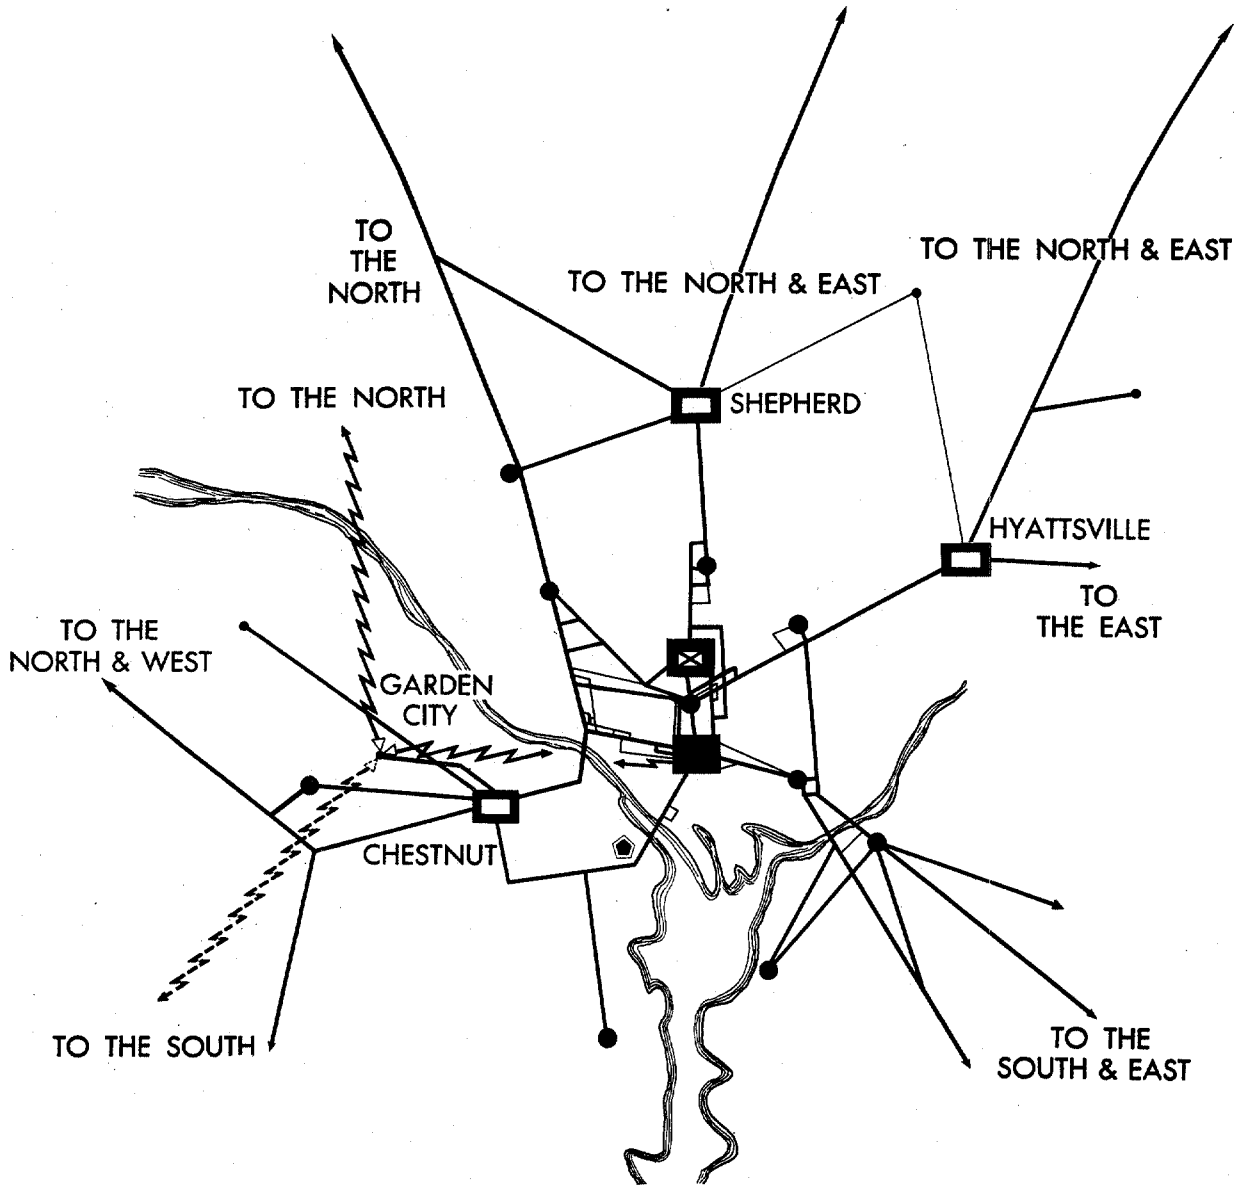 TO
THE
NORTH
TO THE NORTH & EAST
TO THE NORTH & EAST
TO THE NORTH
SHEPHERD
HYATTSVILLE
TO
THE EAST
TO THE
NORTH & WEST
GARDEN
CITY
CHESTNUT
TO THE SOUTH
TO THE
SOUTH & EAST